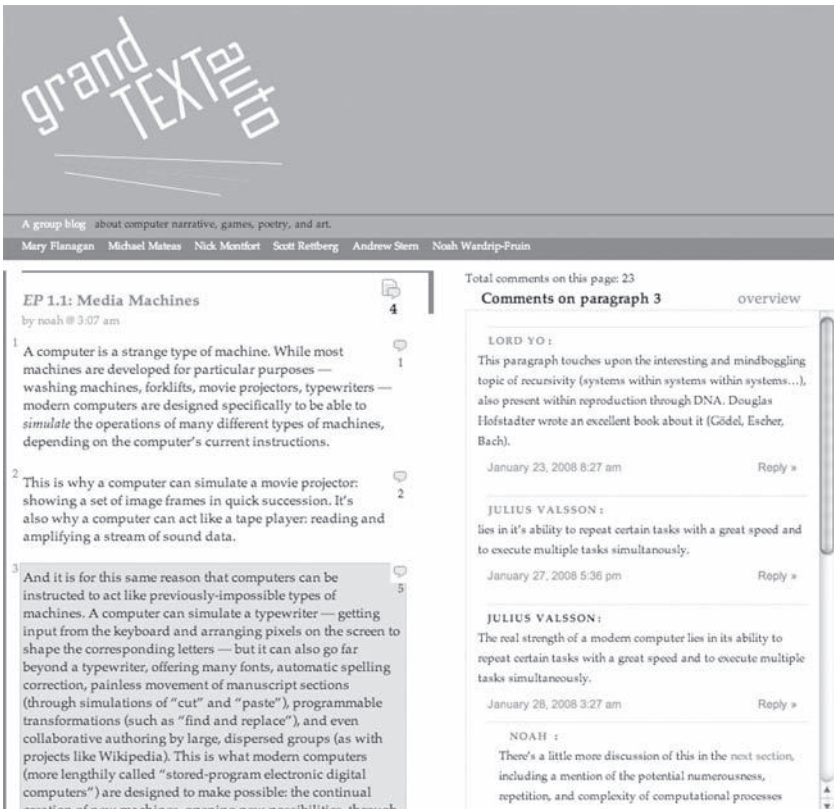 grand
TEXT
auto
A group blog about computer narrative, games, poetry, and art.
Mary Flanagan Michael Mateas Nick Montfort Scott Rettberg Andrew Stern Noah Wardrip-Fruin
EP 1.1: Media Machines
by noah @ 3:07 am
4
1
A computer is a strange type of machine. While most
machines are developed for particular purposes —
washing machines, forklifts, movie projectors, typewriters —
modern computers are designed specifically to be able to
simulate the operations of many different types of machines,
depending on the computer's current instructions.
1
2
This is why a computer can simulate a movie projector:
showing a set of image frames in quick succession. It's
also why a computer can act like a tape player: reading and
amplifying a stream of sound data.
2
3
And it is for this same reason that computers can be
instructed to act like previously-impossible types of
machines. A computer can simulate a typewriter — getting
input from the keyboard and arranging pixels on the screen to
shape the corresponding letters — but it can also go far
beyond a typewriter, offering many fonts, automatic spelling
correction, painless movement of manuscript sections
(through simulations of "cut" and "paste"), programmable
transformations (such as "find and replace"), and even
collaborative authoring by large, dispersed groups (as with
projects like Wikipedia). This is what modern computers
(more lengthily called "stored-program electronic digital
computers") are designed to make possible: the continual
creation of new machines, opening new possibilities, through
5
Total comments on this page: 23
Comments on paragraph 3 overview
LORD YO :
This paragraph touches upon the interesting and mindboggling
topic of recursivity (systems within systems within systems...),
also present within reproduction through DNA. Douglas
Hofstadter wrote an excellent book about it (Gödel, Escher,
Bach).
January 23, 2008 8:27 am Reply »
JULIUS VALSSON :
lies in it's ability to repeat certain tasks with a great speed and
to execute multiple tasks simultanously.
January 27, 2008 5:36 pm Reply »
JULIUS VALSSON:
The real strength of a modern computer lies in its ability to
repeat certain tasks with a great speed and to execute multiple
tasks simultaneously.
January 28, 2008 3:27 am Reply »
NOAH :
There's a little more discussion of this in the next section,
including a mention of the potential numerousness,
repetition, and complexity of computational processes